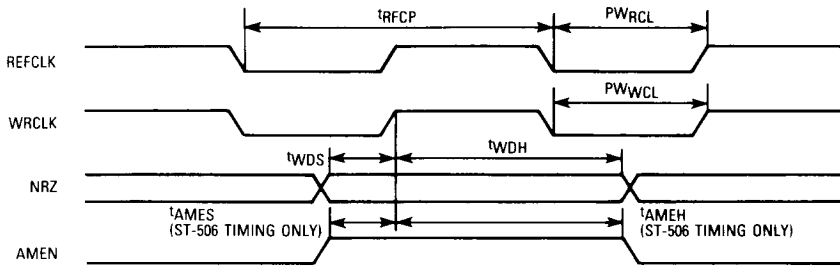 tRFCP
PWRCL
REFCLK
PWWCL
WRCLK
tWDS
tWDH
NRZ
tAMES
(ST-506 TIMING ONLY)
tAMEH
(ST-506 TIMING ONLY)
AMEN